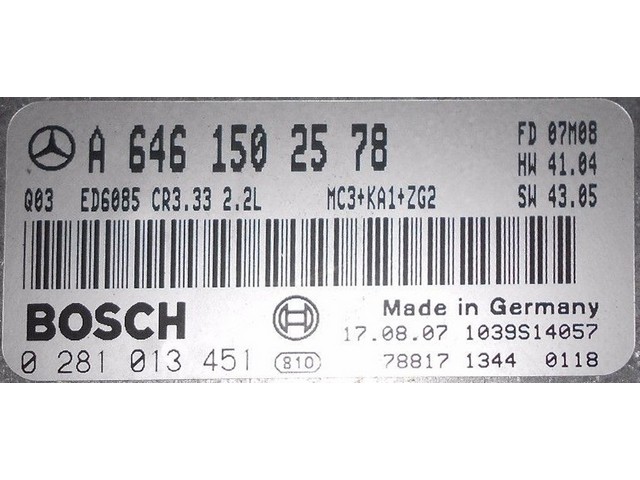 A 646 150 25 78 FD 07M08
HW 41.04
Q03 ED6085 CR3.33 2.2L MC3+KA1+ZG2 SW 43.05
BOSCH Made in Germany
17.08.07 1039S14057
0 281 013 451 810 78817 1344 0118